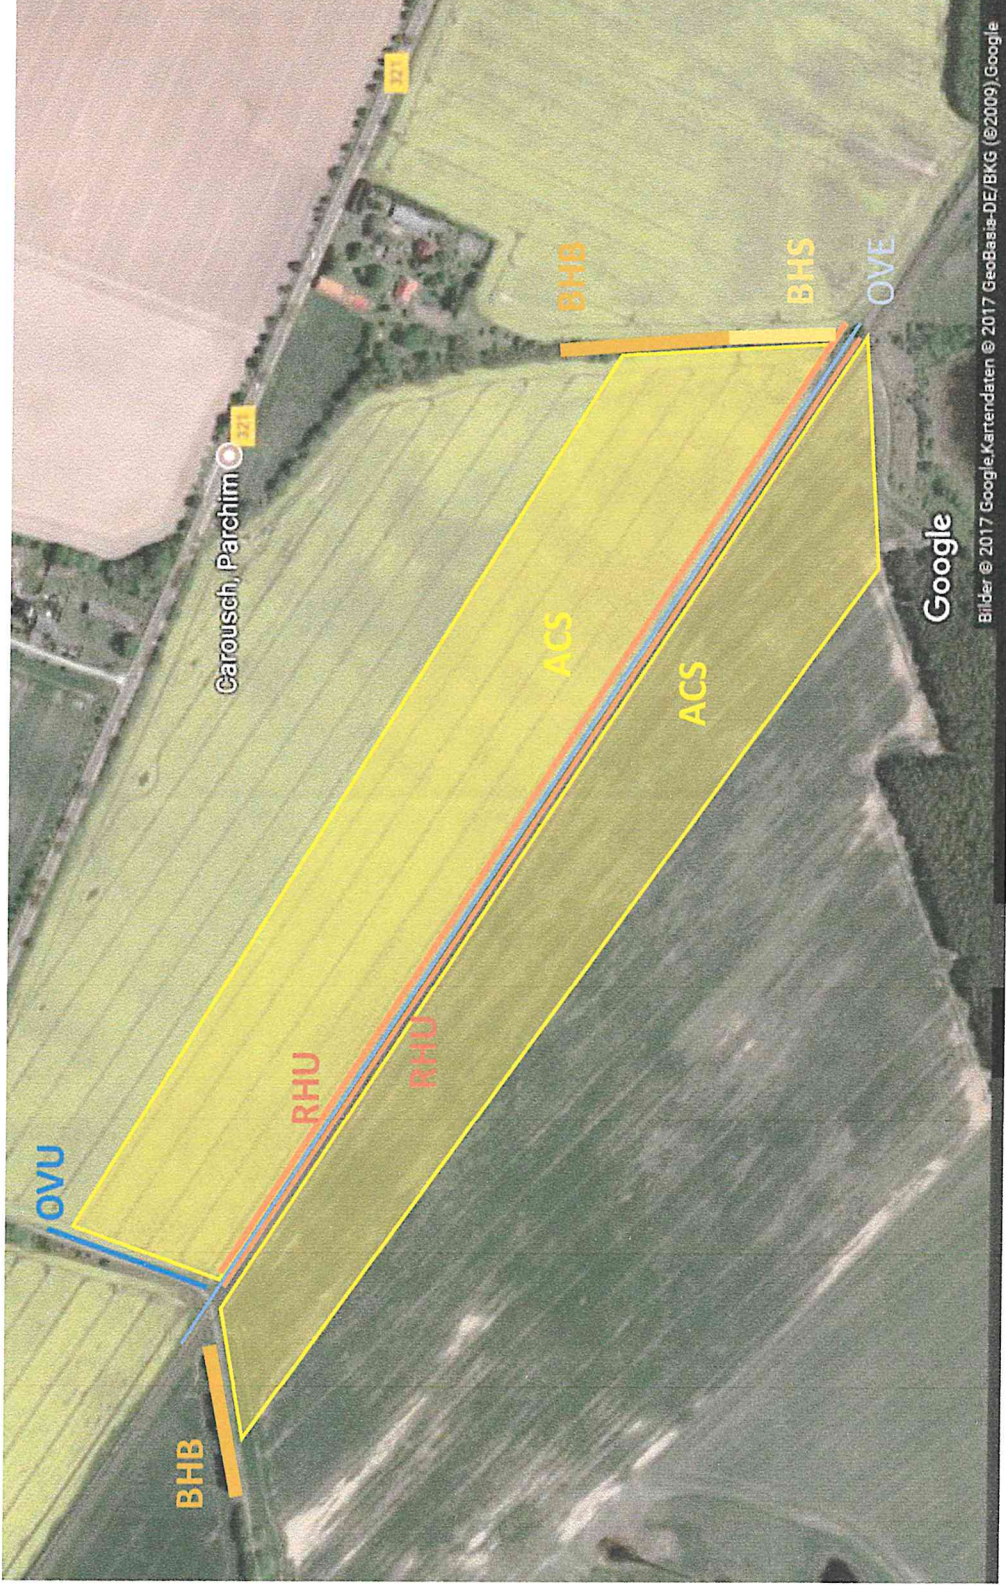 BHB
OVU
RHU
RHU
ACS
ACS
Carousch, Parchim
321
321
BHB
BHS
OVE
Google
Bilder © 2017 Google,Kartendaten © 2017 GeoBasis-DE/BKG (©2009),Google